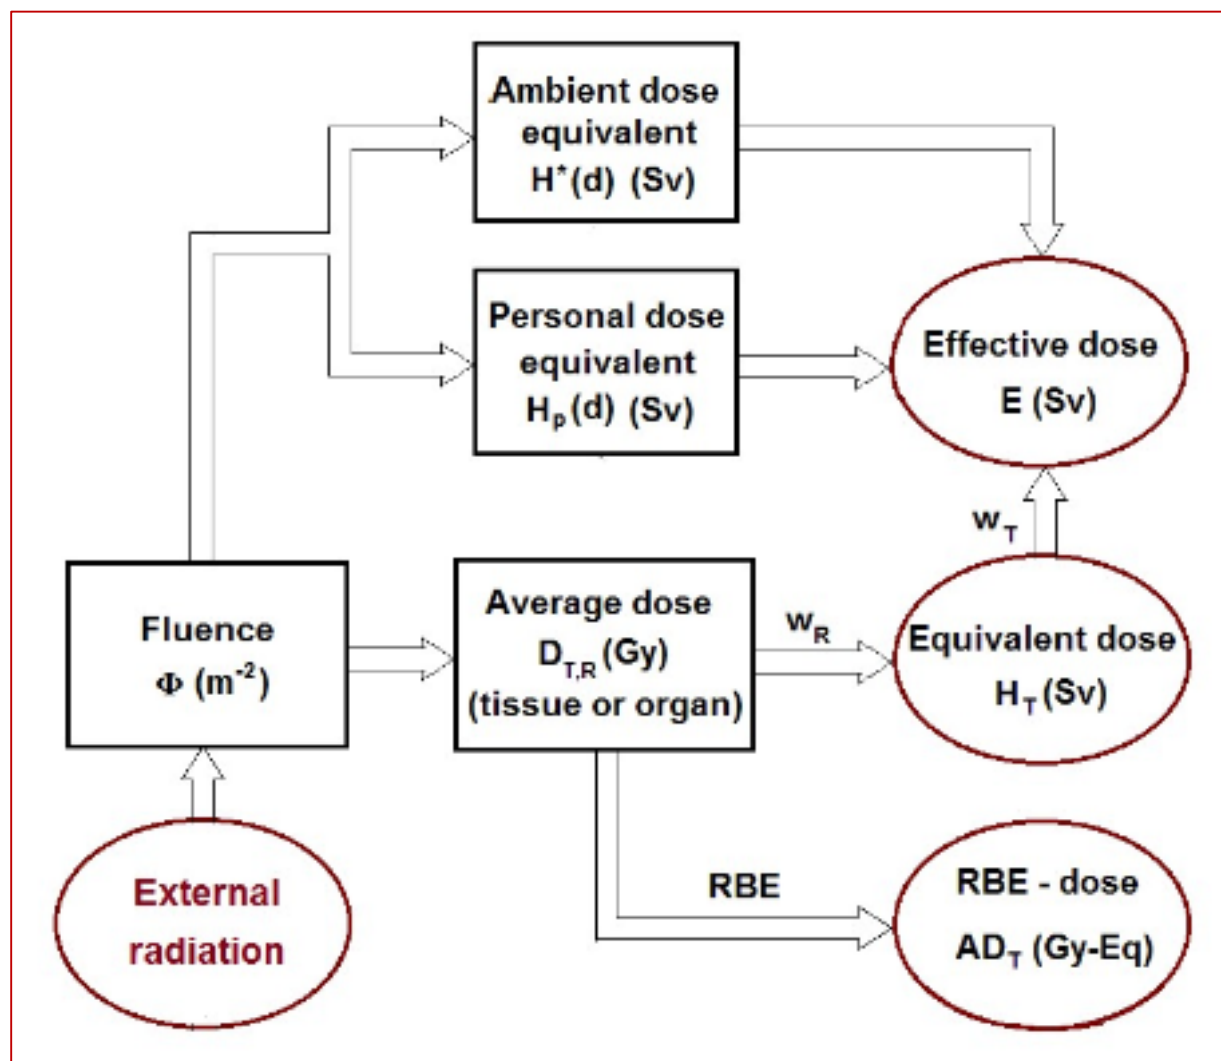 Ambient dose
equivalent
H*(d) (Sv)
Personal dose
equivalent
Hp(d) (Sv)
Effective dose
E (Sv)
wT
Fluence
Φ (m-2)
Average dose
DT,R (Gy)
(tissue or organ)
wR
Equivalent dose
HT (Sv)
External
radiation
RBE
RBE - dose
ADT (Gy-Eq)